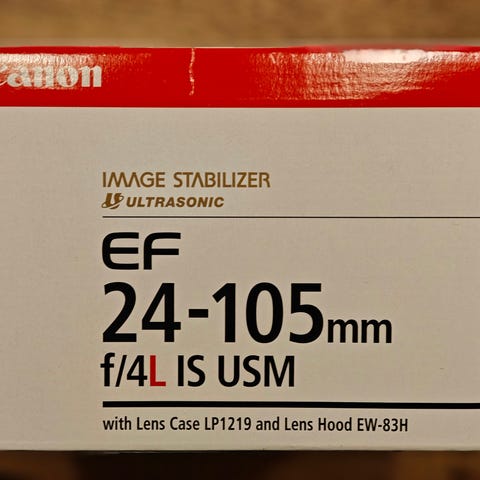 Canon
IMAGE STABILIZER
ULTRASONIC
EF
24-105mm
f/4L IS USM
with Lens Case LP1219 and Lens Hood EW-83H